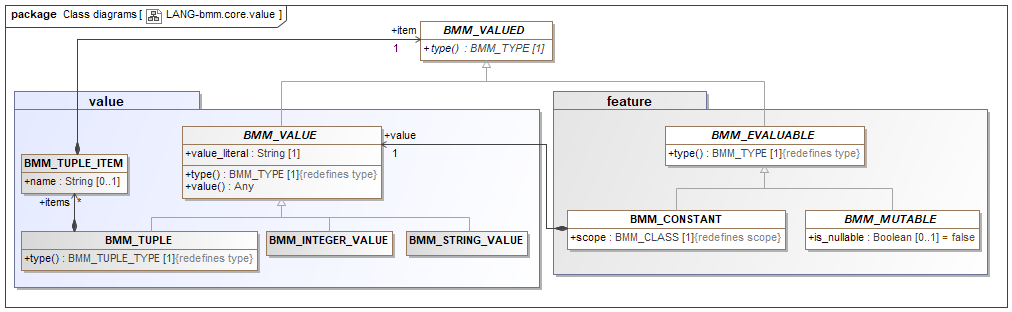 package Class diagrams [ LANG-bmm.core.value ]
BMM_VALUED
+type() : BMM_TYPE [1]
+item
1
value
feature
BMM_VALUE
+value_literal : String [1]
+type() : BMM_TYPE [1]{redefines type}
+value() : Any
+value
1
BMM_EVALUABLE
+type() : BMM_TYPE [1]{redefines type}
BMM_TUPLE_ITEM
+name : String [0..1]
+items
*
BMM_TUPLE
+type() : BMM_TUPLE_TYPE [1]{redefines type}
BMM_INTEGER_VALUE
BMM_STRING_VALUE
BMM_CONSTANT
+scope : BMM_CLASS [1]{redefines scope}
BMM_MUTABLE
+is_nullable : Boolean [0..1] = false